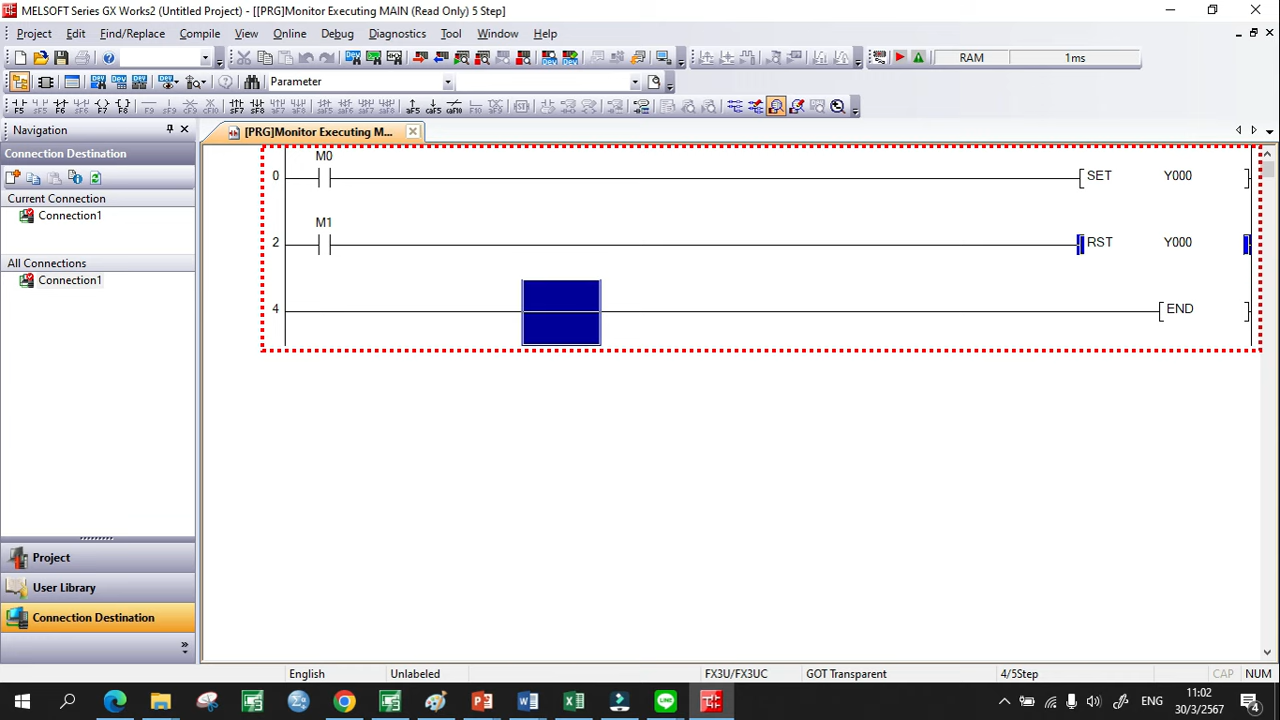 MELSOFT Series GX Works2 (Untitled Project) - [[PRG]Monitor Executing MAIN (Read Only) 5 Step]
Project Edit Find/Replace Compile View Online Debug Diagnostics Tool Window Help
RAM 1ms
Parameter
Navigation
[PRG]Monitor Executing M...
Connection Destination
Current Connection
Connection1
All Connections
Connection1
M0
0 SET Y000
M1
2 RST Y000
4 END
Project
User Library
Connection Destination
English Unlabeled FX3U/FX3UC GOT Transparent 4/5Step CAP NUM
ENG
11:02
30/3/2567
4